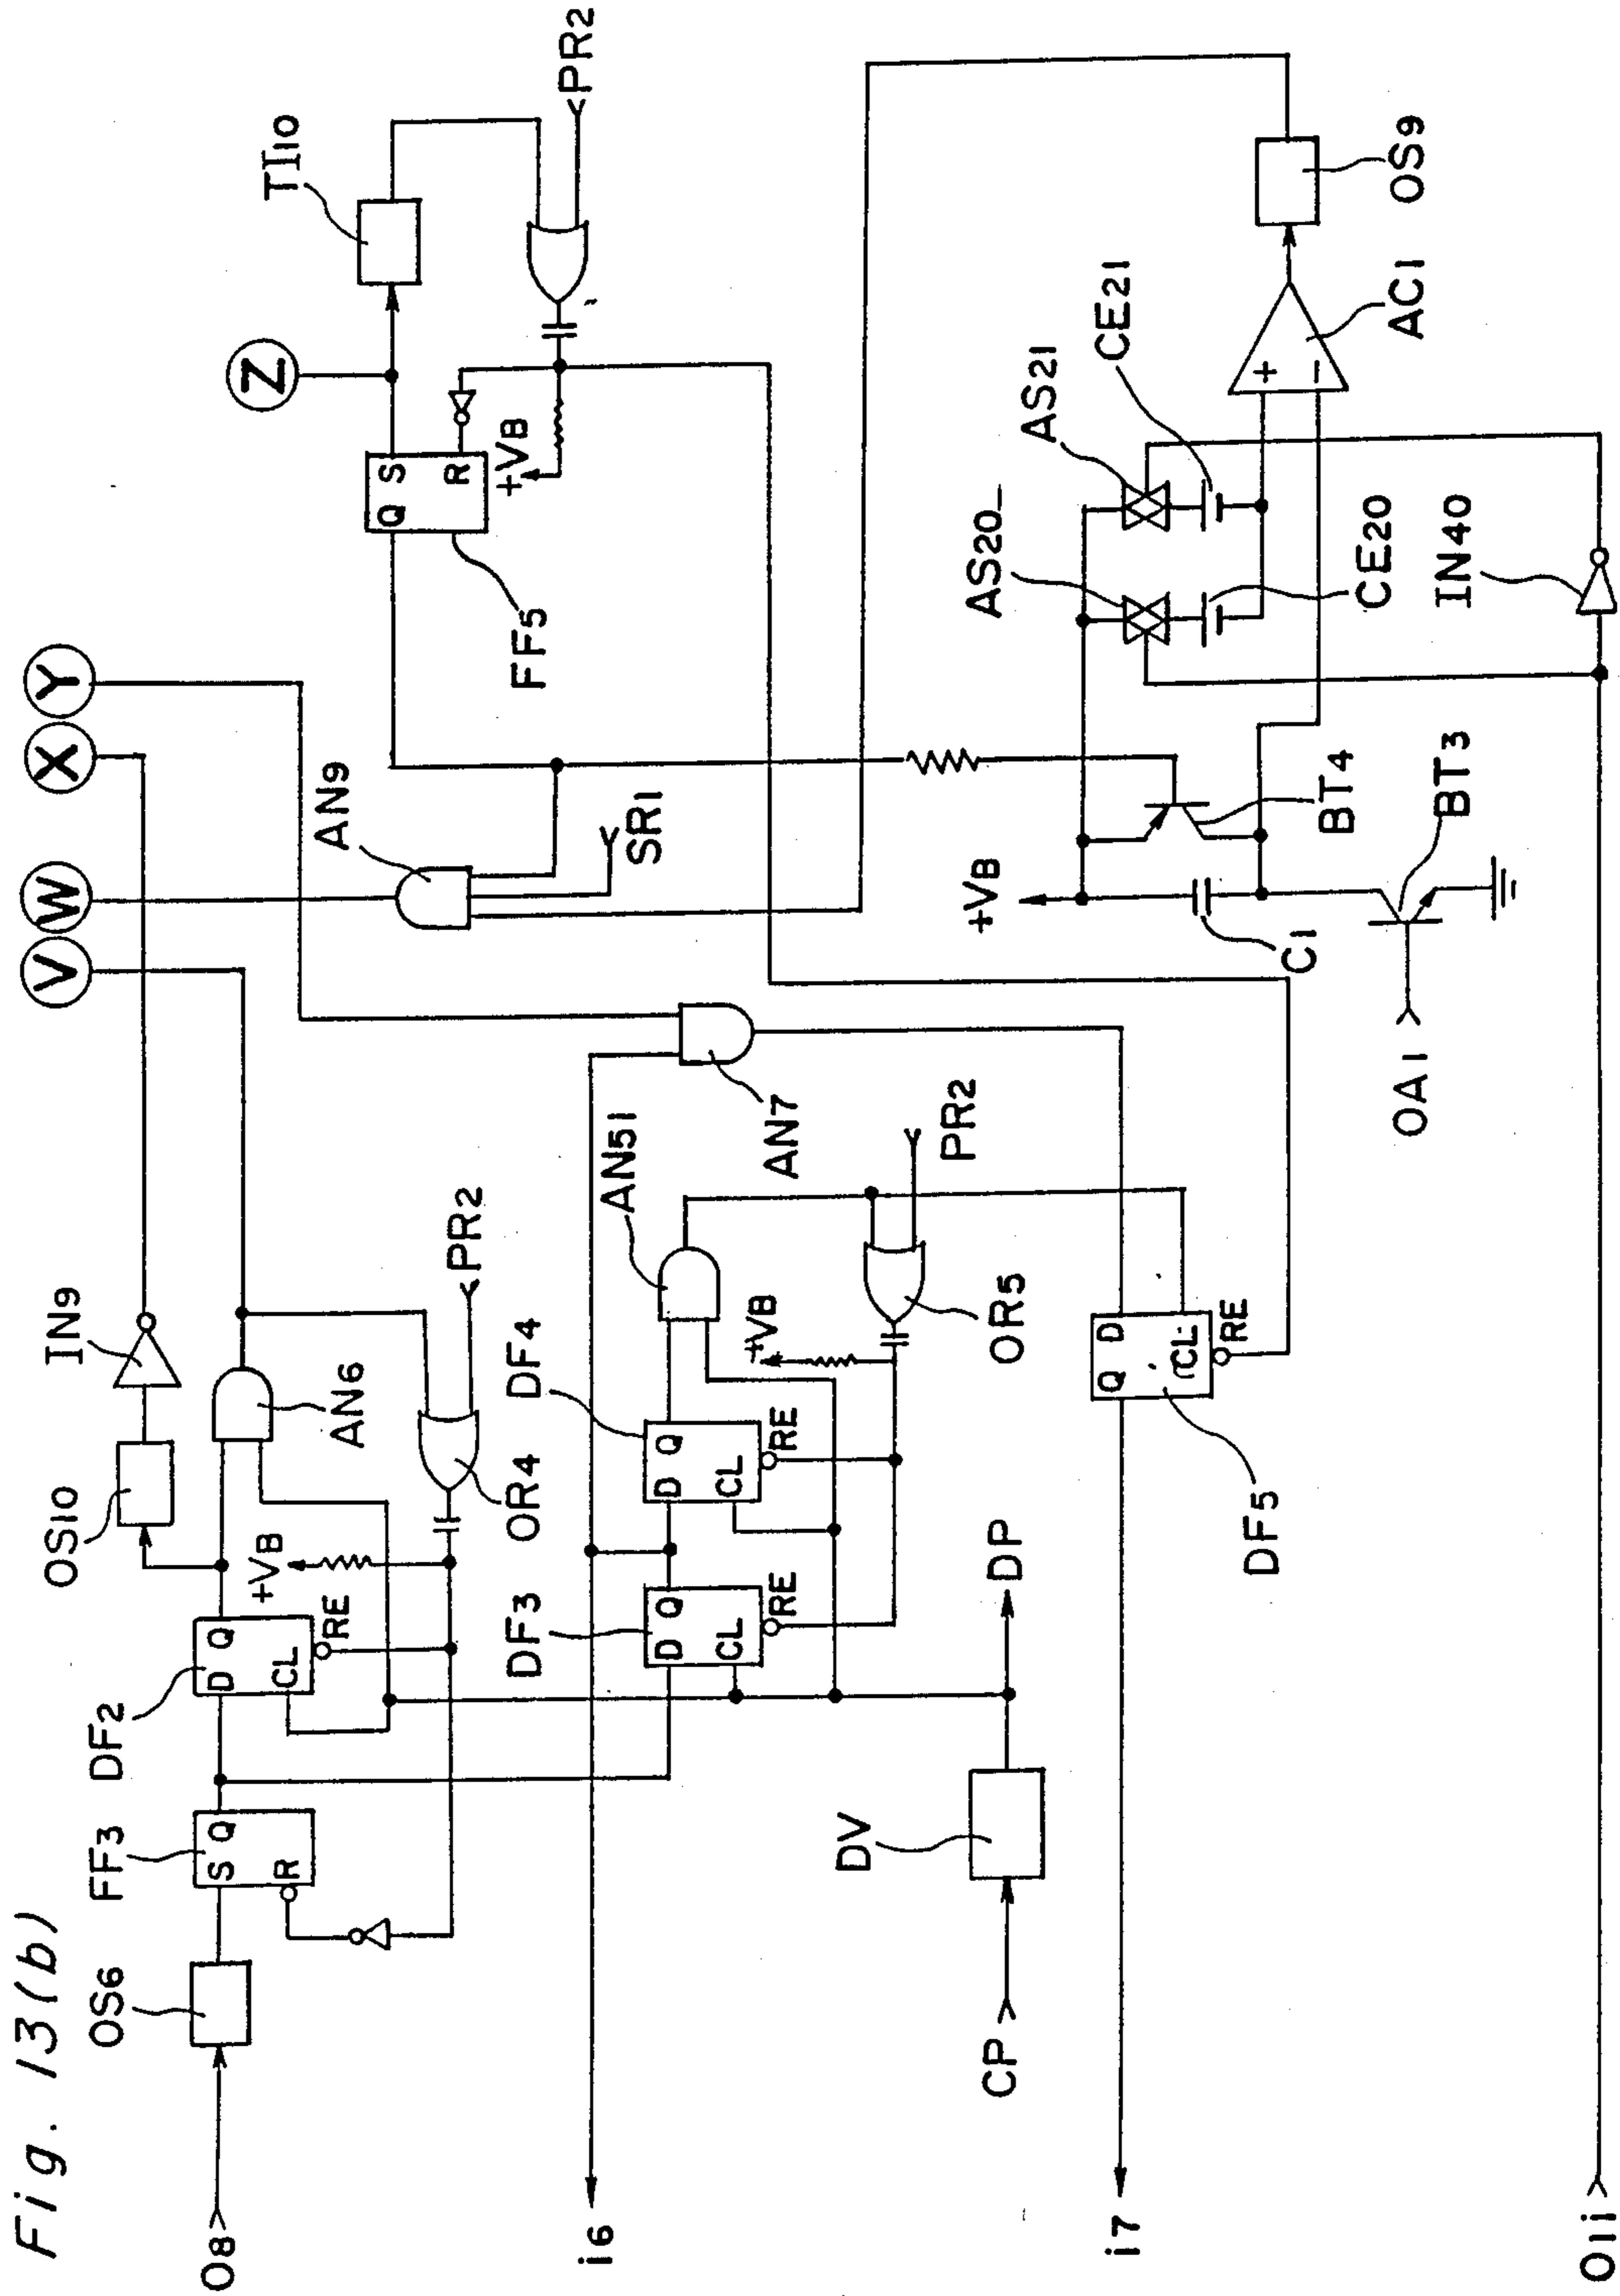 Fig. 13(b)
O8
OS6
FF3
S Q
R
DF2
D Q
CL
RE
+VB
OS10
IN9
AN6
OR4
PR2
V
W
X
Y
Z
AN9
SR1
FF5
Q S
R
+VB
TI10
PR2
i6
DF3
D Q
CL
RE
DF4
D Q
CL
RE
AN51
+VB
OR5
PR2
AN7
CP
DV
DP
i7
DF5
Q D
CL
RE
OA1
C1
+VB
BT3
BT4
AS20
AS21
CE20
CE21
+
−
AC1
OS9
IN40
O1i